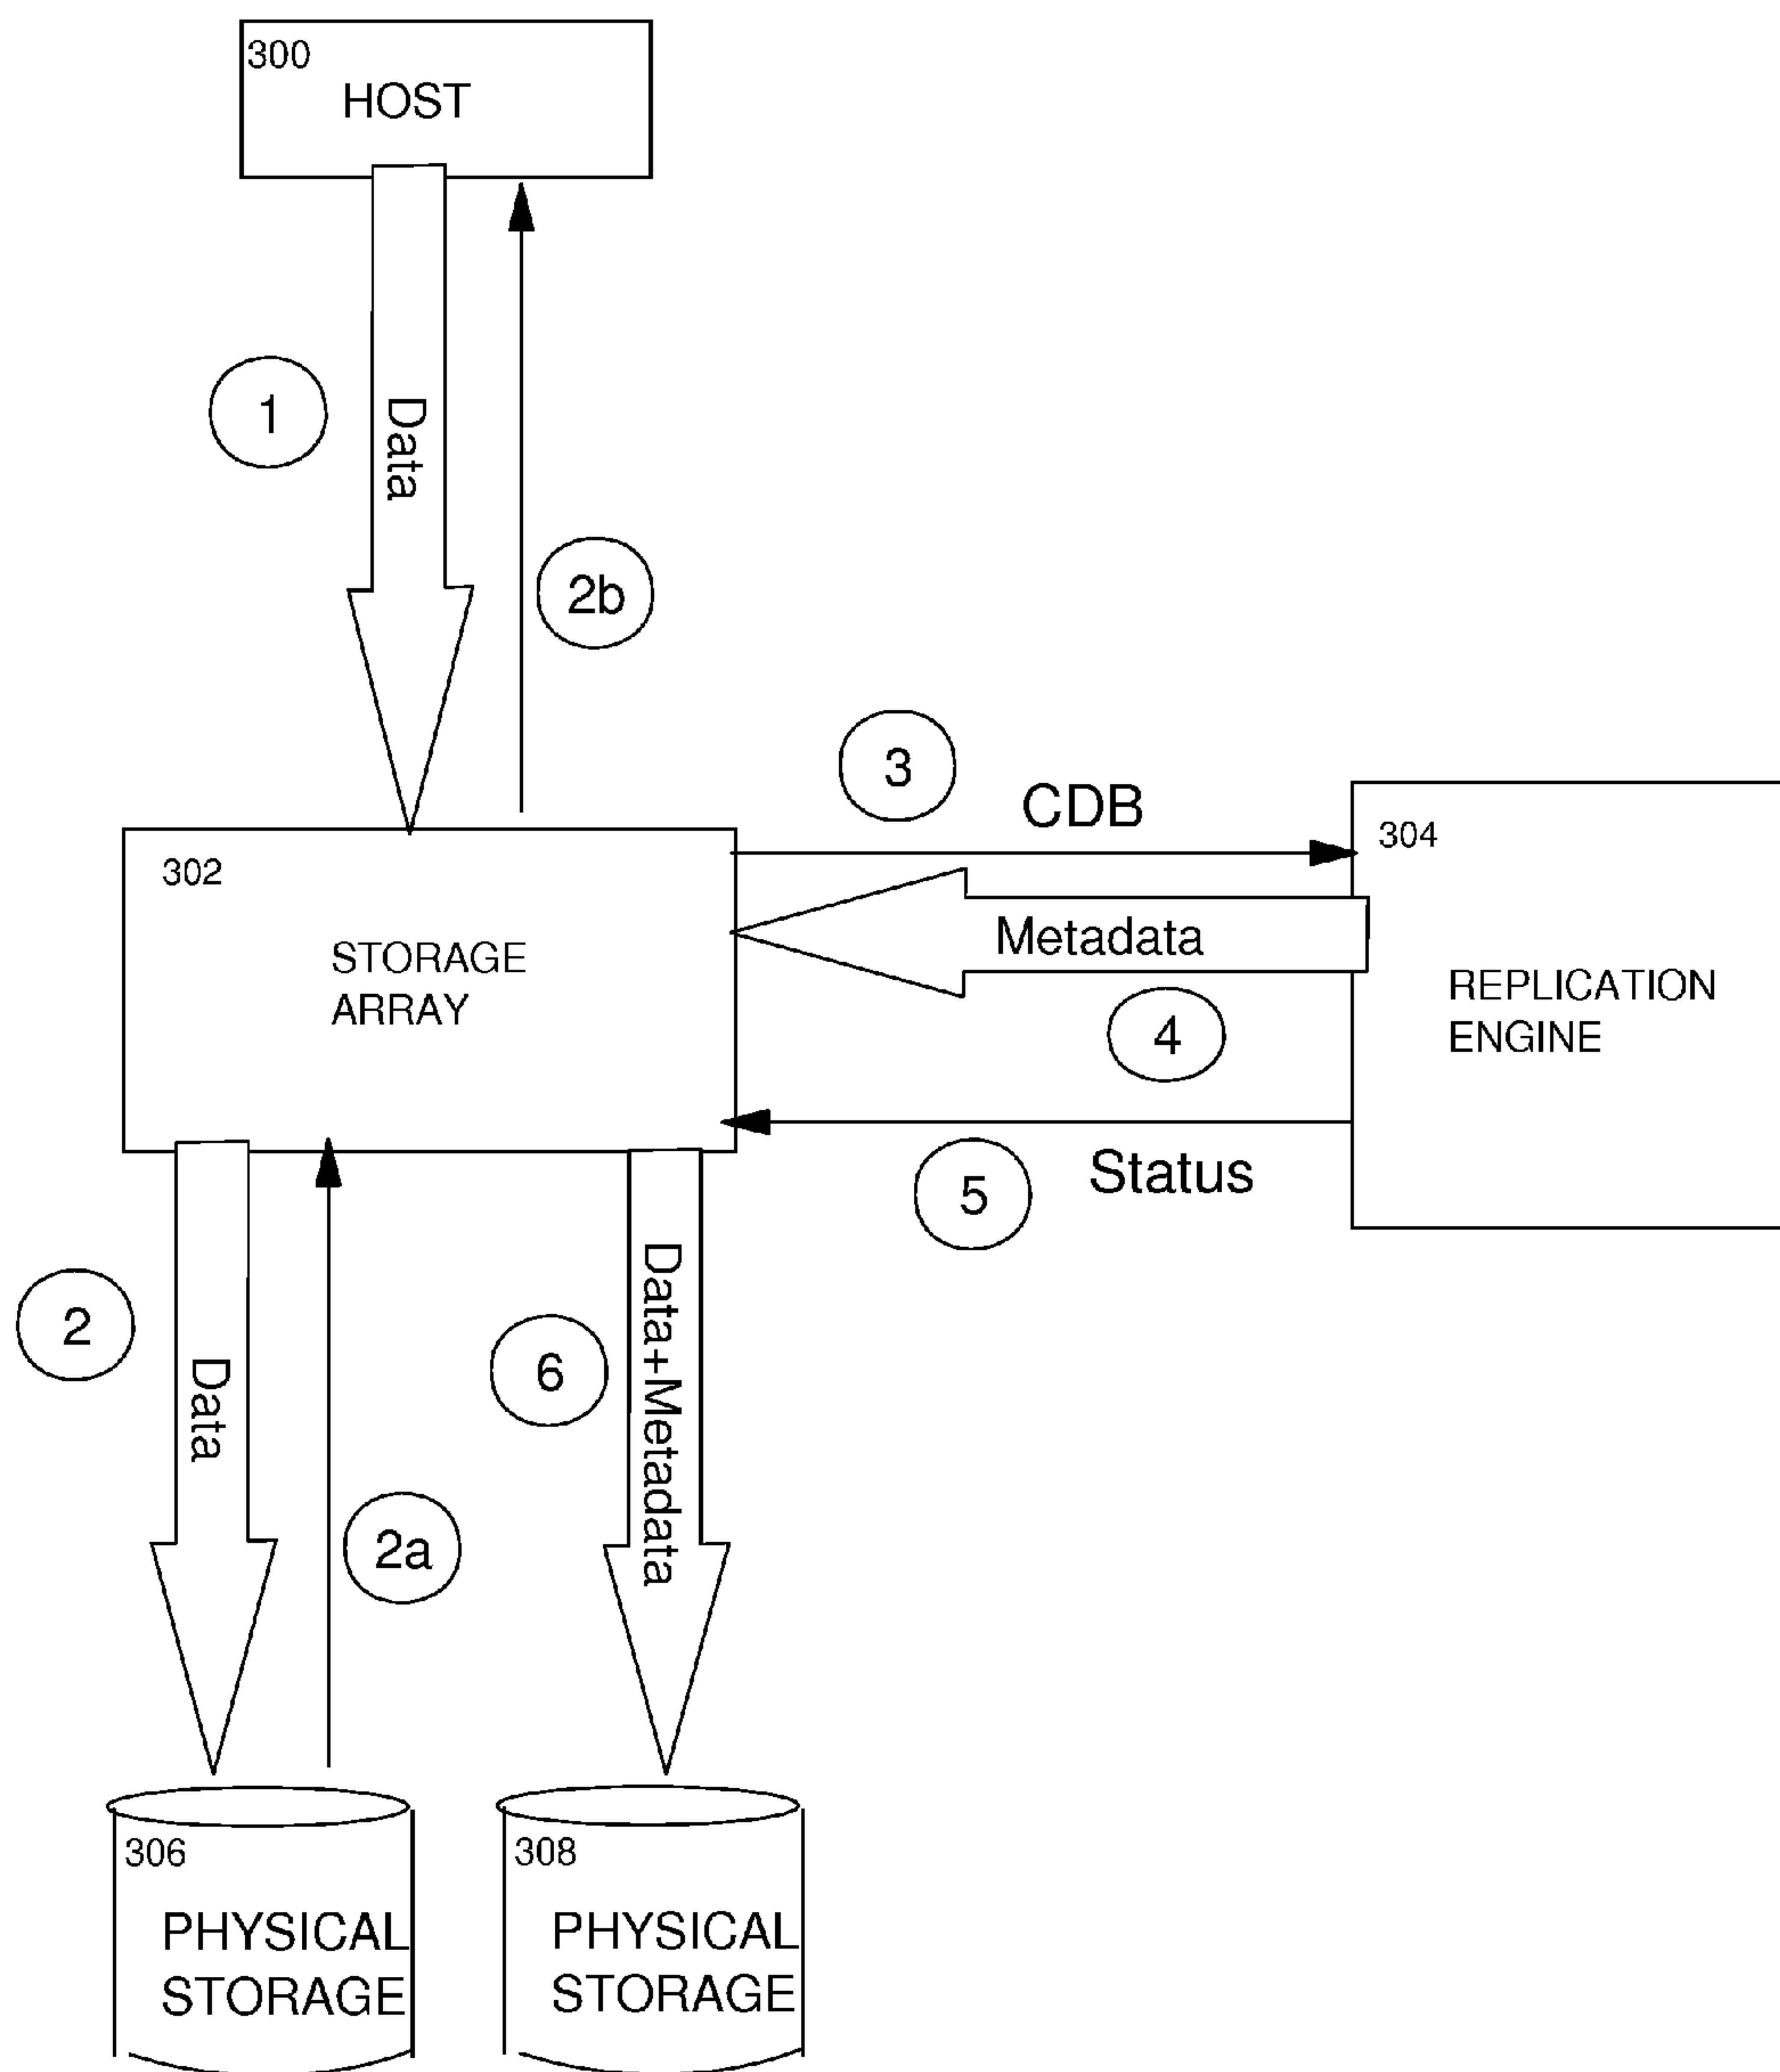 300
HOST
1
Data
2b
3
CDB
302
304
STORAGE
ARRAY
Metadata
REPLICATION
ENGINE
4
5
Status
2
Data
2a
6
Data+Metadata
306
PHYSICAL
STORAGE
308
PHYSICAL
STORAGE